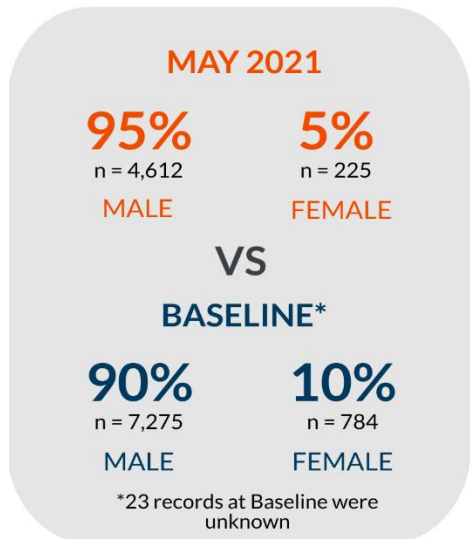 MAY 2021
95% 5%
n = 4,612 n = 225
MALE FEMALE
VS
BASELINE*
90% 10%
n = 7,275 n = 784
MALE FEMALE
*23 records at Baseline were
unknown